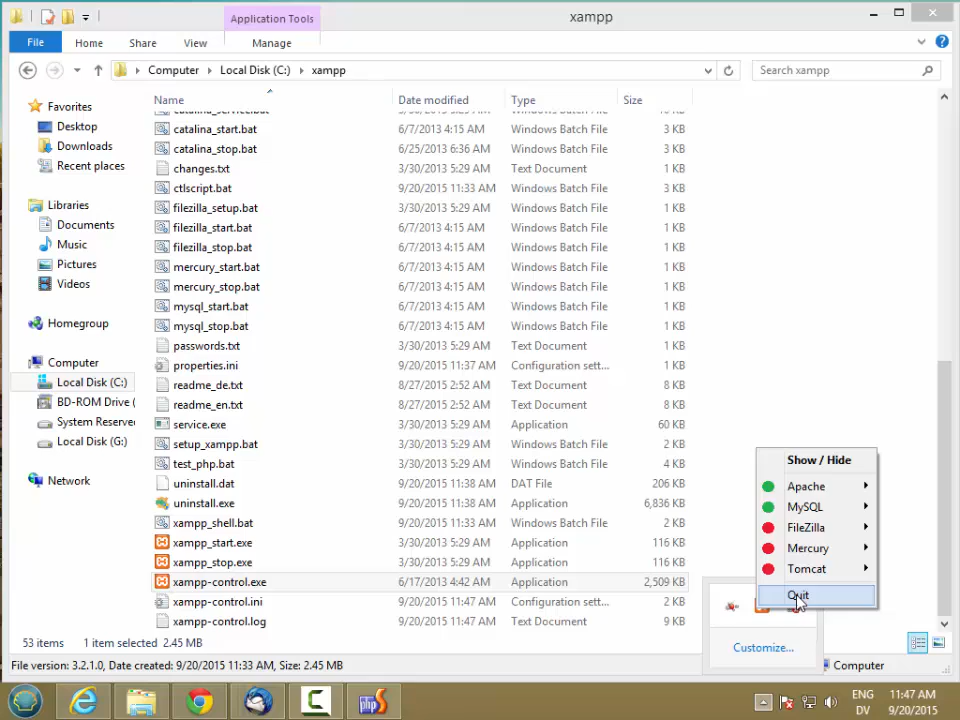 Application Tools
xampp
File
Home
Share
View
Manage
Computer
Local Disk (C:)
xampp
Search xampp
Name
Date modified
Type
Size
Favorites
Desktop
Downloads
Recent places
Libraries
Documents
Music
Pictures
Videos
Homegroup
Computer
Local Disk (C:)
BD-ROM Drive (
System Reserve
Local Disk (G:)
Network
catalina_start.bat 6/7/2013 4:15 AM Windows Batch File 3 KB
catalina_stop.bat 6/25/2013 6:36 AM Windows Batch File 3 KB
changes.txt 3/30/2013 5:29 AM Text Document 1 KB
ctlscript.bat 9/20/2015 11:33 AM Windows Batch File 3 KB
filezilla_setup.bat 3/30/2013 5:29 AM Windows Batch File 1 KB
filezilla_start.bat 6/7/2013 4:15 AM Windows Batch File 1 KB
filezilla_stop.bat 6/7/2013 4:15 AM Windows Batch File 1 KB
mercury_start.bat 6/7/2013 4:15 AM Windows Batch File 1 KB
mercury_stop.bat 6/7/2013 4:15 AM Windows Batch File 1 KB
mysql_start.bat 6/7/2013 4:15 AM Windows Batch File 1 KB
mysql_stop.bat 6/7/2013 4:15 AM Windows Batch File 1 KB
passwords.txt 3/30/2013 5:29 AM Text Document 1 KB
properties.ini 9/20/2015 11:37 AM Configuration sett... 1 KB
readme_de.txt 8/27/2015 2:52 AM Text Document 8 KB
readme_en.txt 8/27/2015 2:52 AM Text Document 8 KB
service.exe 3/30/2013 5:29 AM Application 60 KB
setup_xampp.bat 3/30/2013 5:29 AM Windows Batch File 2 KB
test_php.bat 3/30/2013 5:29 AM Windows Batch File 4 KB
uninstall.dat 9/20/2015 11:38 AM DAT File 206 KB
uninstall.exe 9/20/2015 11:38 AM Application 6,836 KB
xampp_shell.bat 9/20/2015 11:33 AM Windows Batch File 2 KB
xampp_start.exe 3/30/2013 5:29 AM Application 116 KB
xampp_stop.exe 3/30/2013 5:29 AM Application 116 KB
xampp-control.exe 6/17/2013 4:42 AM Application 2,509 KB
xampp-control.ini 9/20/2015 11:47 AM Configuration sett... 1 KB
xampp-control.log 9/20/2015 11:47 AM Text Document 9 KB
Show / Hide
Apache
MySQL
FileZilla
Mercury
Tomcat
Quit
Customize...
53 items 1 item selected 2.45 MB
File version: 3.2.1.0, Date created: 9/20/2015 11:33 AM, Size: 2.45 MB
Computer
php
ENG
DV
11:47 AM
9/20/2015